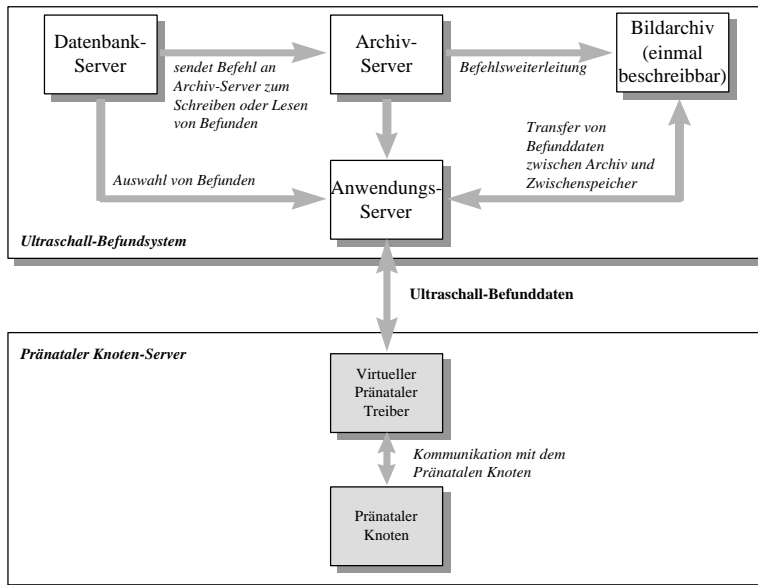 Datenbank-
Server
Archiv-
Server
Bildarchiv
(einmal
beschreibbar)
sendet Befehl an
Archiv-Server zum
Schreiben oder Lesen
von Befunden
Befehlsweiterleitung
Transfer von
Befunddaten
zwischen Archiv und
Zwischenspeicher
Auswahl von Befunden
Anwendungs-
Server
Ultraschall-Befundsystem
Ultraschall-Befunddaten
Pränataler Knoten-Server
Virtueller
Pränataler
Treiber
Kommunikation mit dem
Pränatalen Knoten
Pränataler
Knoten